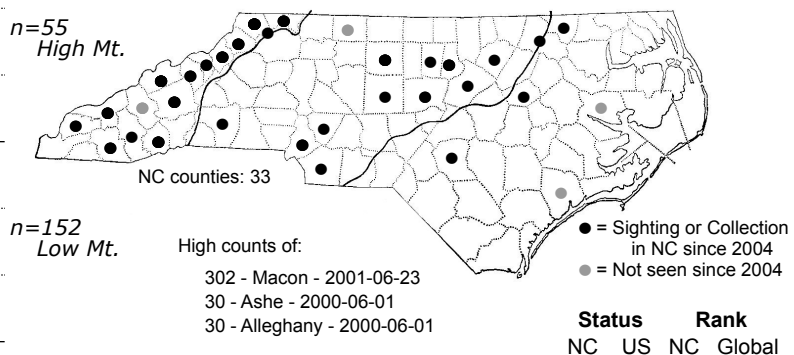 n=55
High Mt.
NC counties: 33
n=152
Low Mt.
High counts of:
302 - Macon - 2001-06-23
30 - Ashe - 2000-06-01
30 - Alleghany - 2000-06-01
= Sighting or Collection
in NC since 2004
= Not seen since 2004
Status Rank
NC US NC Global